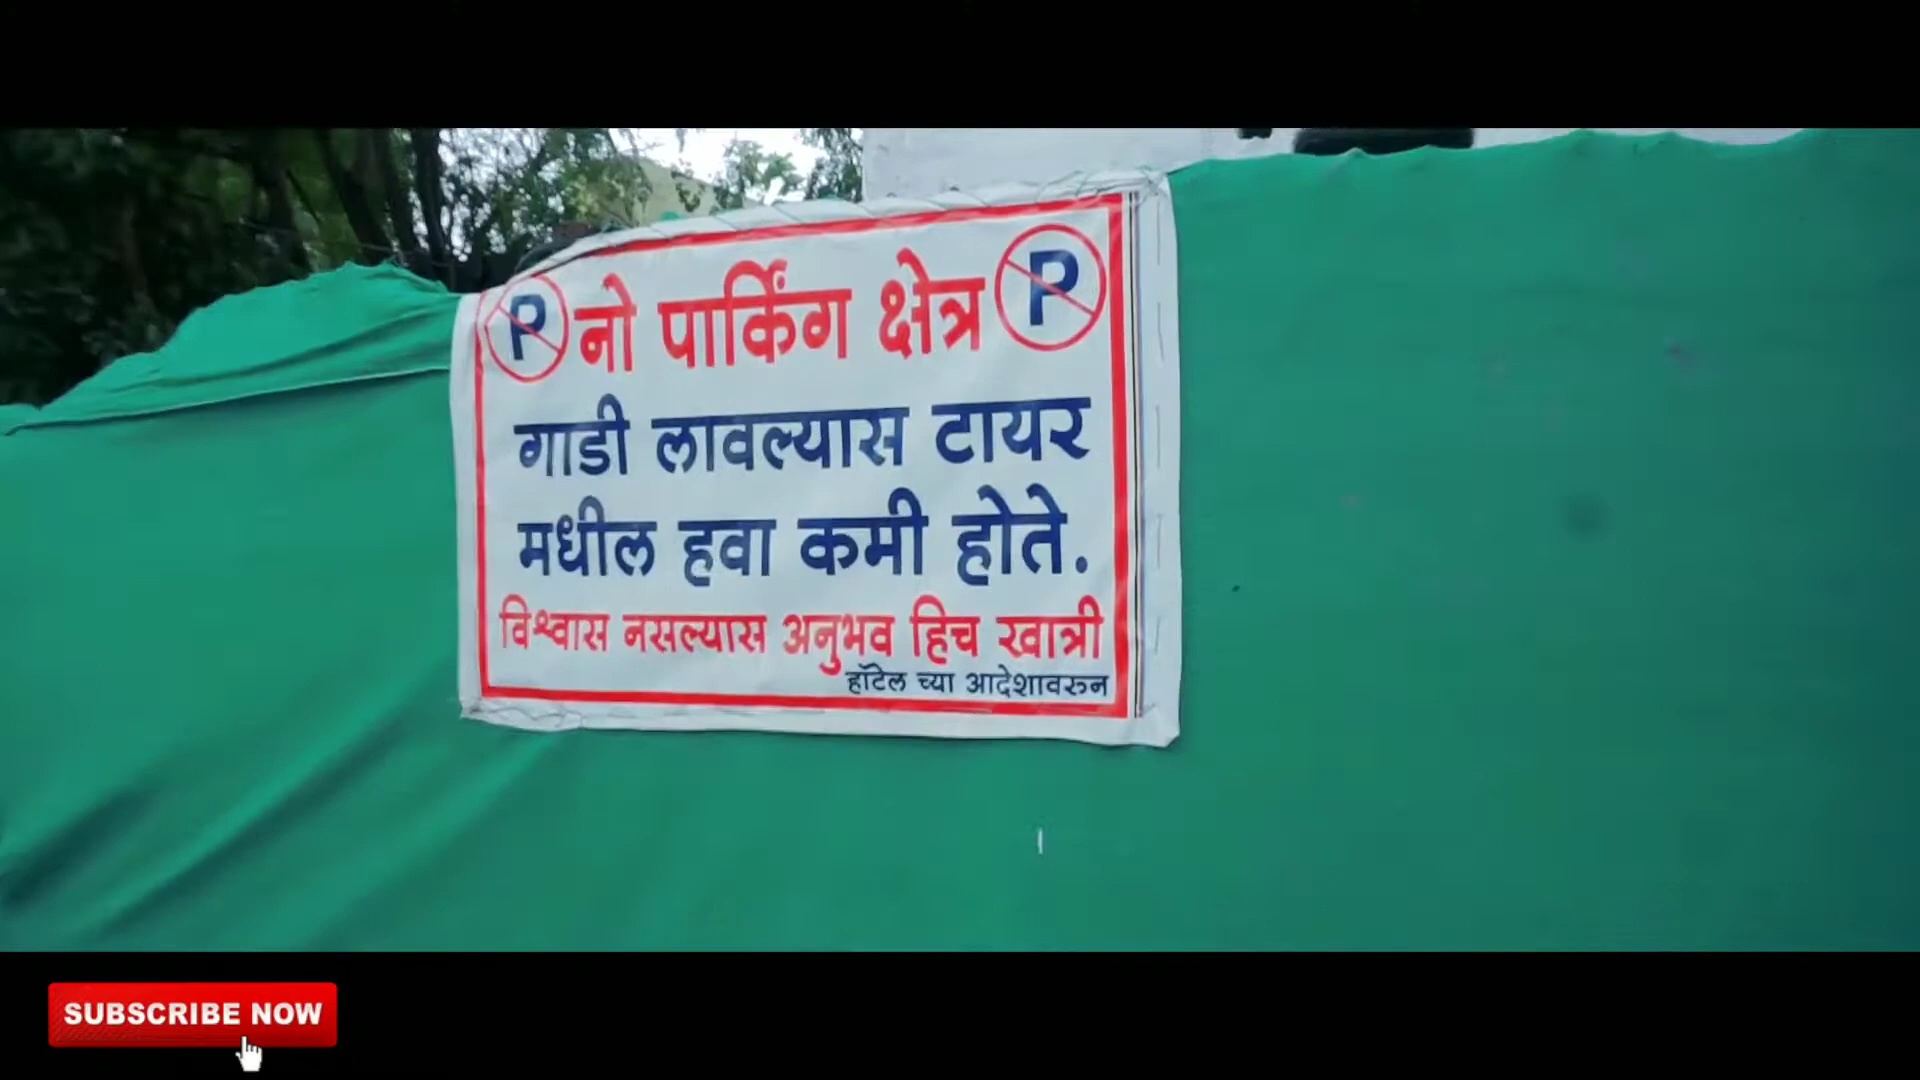 P नो पार्किंग क्षेत्र P
गाडी लावल्यास टायर
मधील हवा कमी होते.
विश्वास नसल्यास अनुभव हिच खात्री
हॉटेल च्या आदेशावरुन
SUBSCRIBE NOW